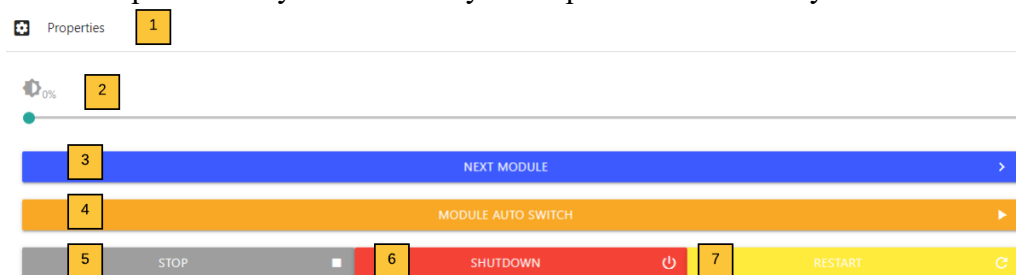 Properties 1
0% 2
3 NEXT MODULE
4 MODULE AUTO SWITCH
5 STOP 6 SHUTDOWN 7 RESTART